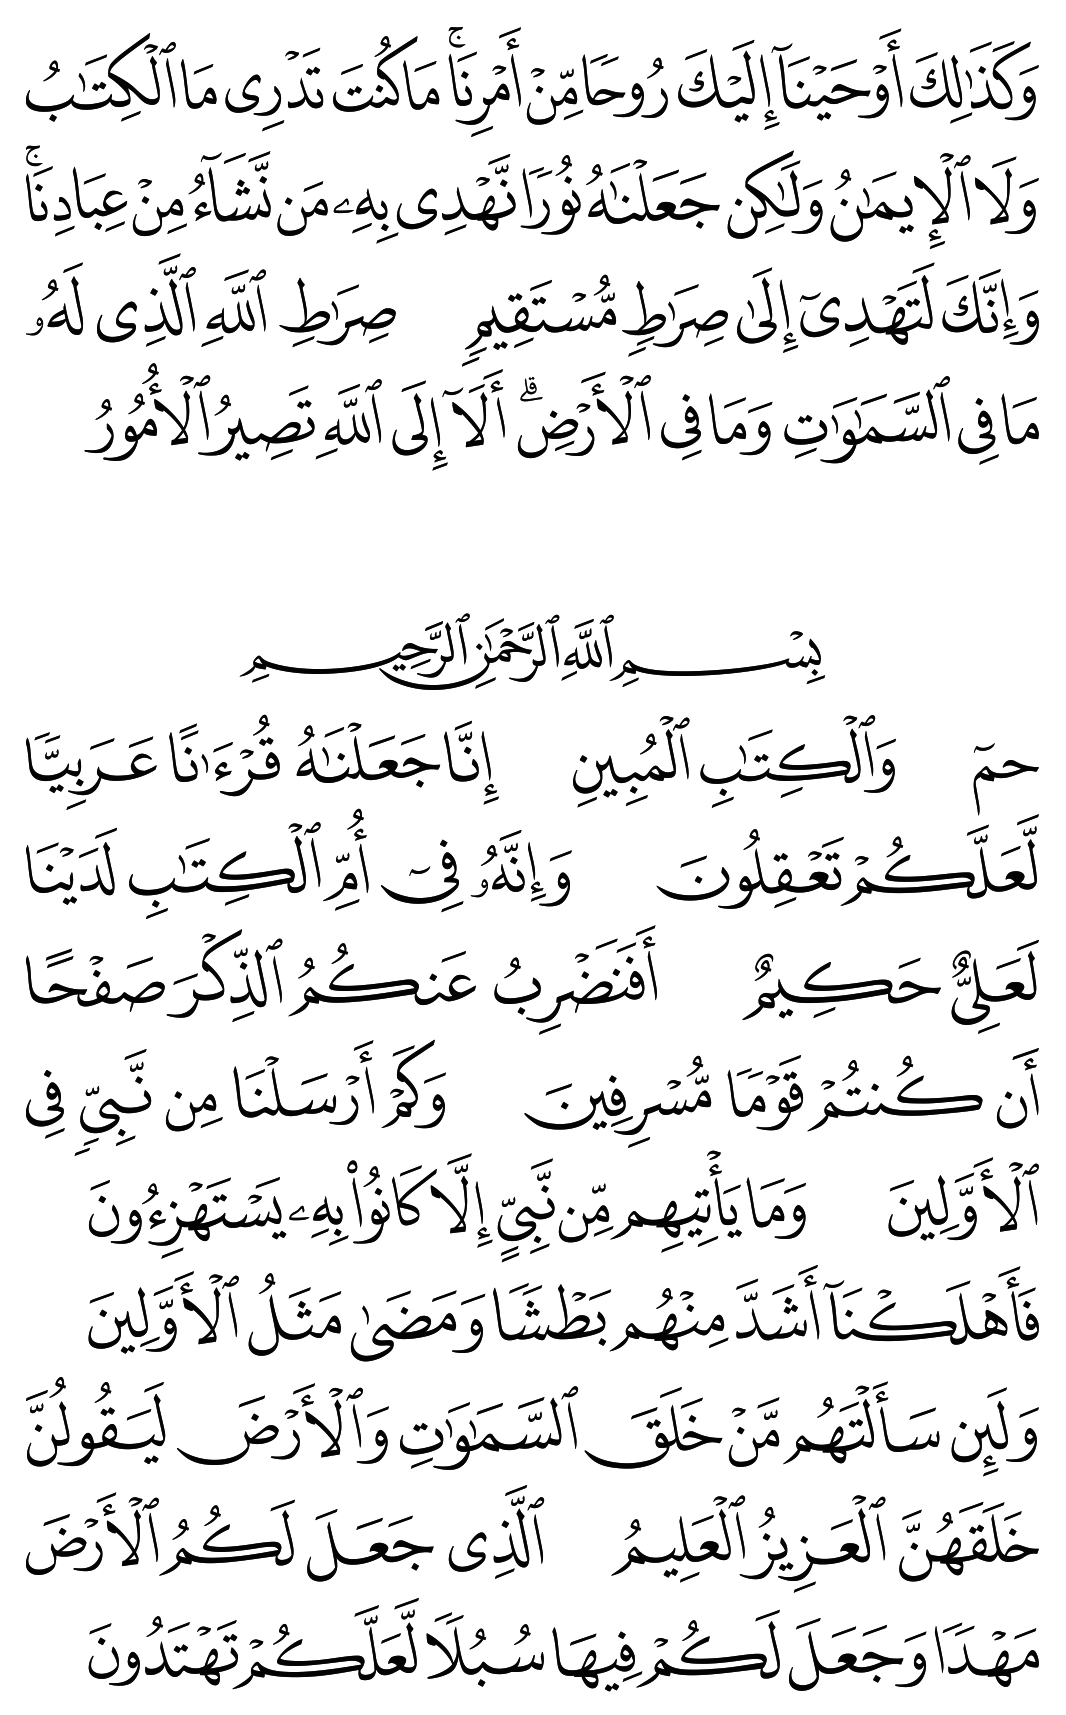 وَكَذَٰلِكَ أَوْحَيْنَآ إِلَيْكَ رُوحًا مِّنْ أَمْرِنَا ۚ مَا كُنتَ تَدْرِى مَا ٱلْكِتَـٰبُ
وَلَا ٱلْإِيمَـٰنُ وَلَـٰكِن جَعَلْنَـٰهُ نُورًا نَّهْدِى بِهِۦ مَن نَّشَآءُ مِنْ عِبَادِنَا ۚ
وَإِنَّكَ لَتَهْدِىٓ إِلَىٰ صِرَٰطٍ مُّسْتَقِيمٍ صِرَٰطِ ٱللَّهِ ٱلَّذِى لَهُۥ
مَا فِى ٱلسَّمَـٰوَٰتِ وَمَا فِى ٱلْأَرْضِ ۗ أَلَآ إِلَى ٱللَّهِ تَصِيرُ ٱلْأُمُورُ
بِسْمِ ٱللَّهِ ٱلرَّحْمَـٰنِ ٱلرَّحِيمِ
حمٓ وَٱلْكِتَـٰبِ ٱلْمُبِينِ إِنَّا جَعَلْنَـٰهُ قُرْءَٰنًا عَرَبِيًّا
لَّعَلَّكُمْ تَعْقِلُونَ وَإِنَّهُۥ فِىٓ أُمِّ ٱلْكِتَـٰبِ لَدَيْنَا
لَعَلِىٌّ حَكِيمٌ أَفَنَضْرِبُ عَنكُمُ ٱلذِّكْرَ صَفْحًا
أَن كُنتُمْ قَوْمًا مُّسْرِفِينَ وَكَمْ أَرْسَلْنَا مِن نَّبِىٍّ فِى
ٱلْأَوَّلِينَ وَمَا يَأْتِيهِم مِّن نَّبِىٍّ إِلَّا كَانُوا۟ بِهِۦ يَسْتَهْزِءُونَ
فَأَهْلَكْنَآ أَشَدَّ مِنْهُم بَطْشًا وَمَضَىٰ مَثَلُ ٱلْأَوَّلِينَ
وَلَئِن سَأَلْتَهُم مَّنْ خَلَقَ ٱلسَّمَـٰوَٰتِ وَٱلْأَرْضَ لَيَقُولُنَّ
خَلَقَهُنَّ ٱلْعَزِيزُ ٱلْعَلِيمُ ٱلَّذِى جَعَلَ لَكُمُ ٱلْأَرْضَ
مَهْدًا وَجَعَلَ لَكُمْ فِيهَا سُبُلًا لَّعَلَّكُمْ تَهْتَدُونَ